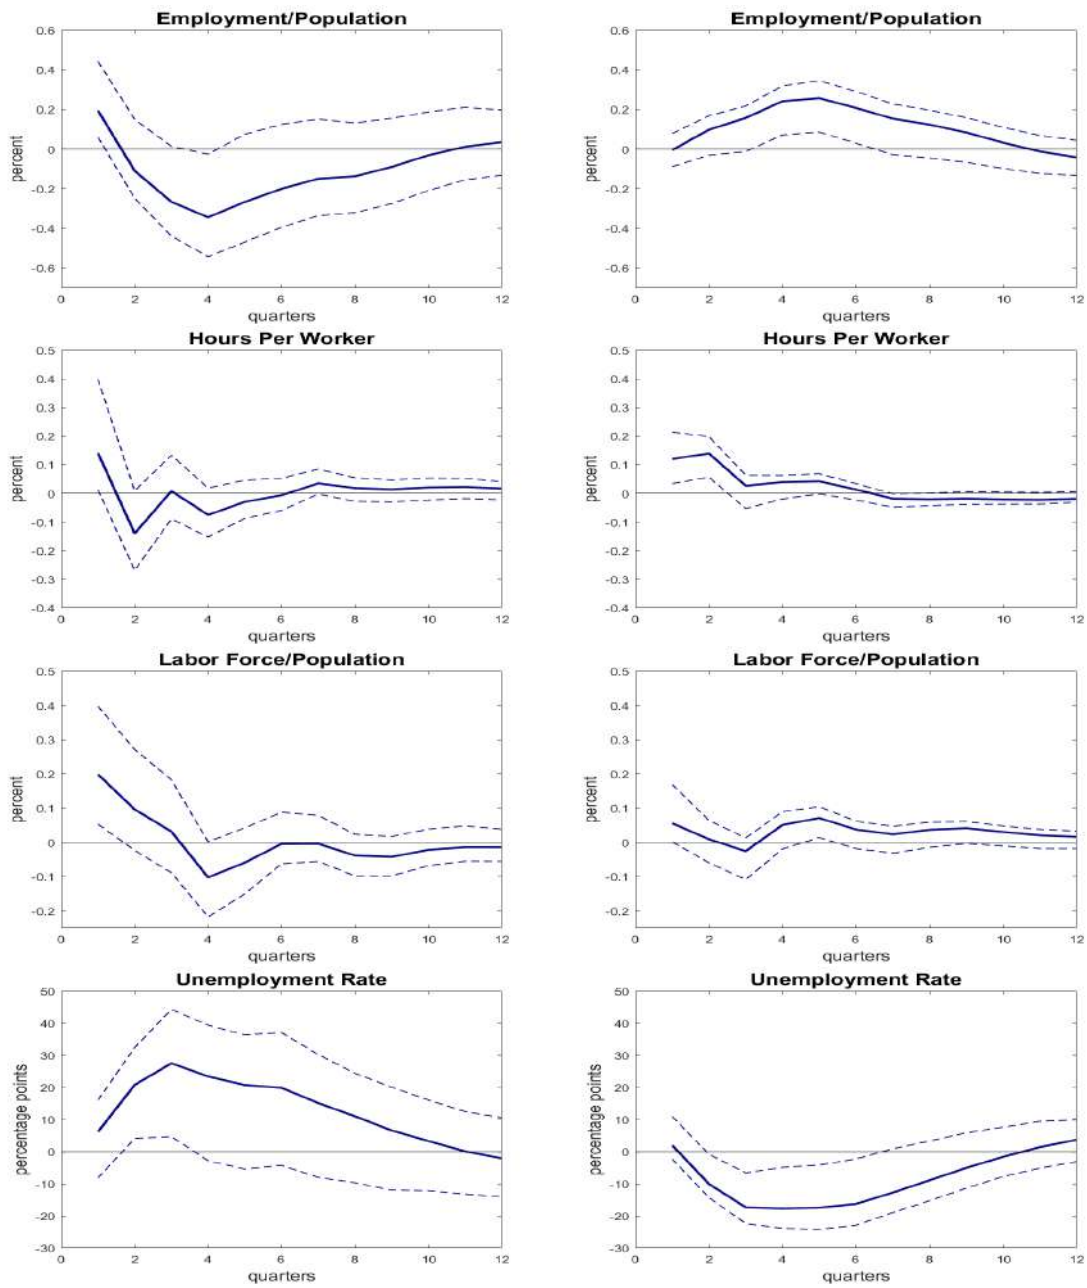 Employment/Population
0.6
0.4
0.2
0
-0.2
-0.4
-0.6
percent
0 2 4 6 8 10 12
quarters
Employment/Population
0.6
0.4
0.2
0
-0.2
-0.4
-0.6
percent
0 2 4 6 8 10 12
quarters
Hours Per Worker
0.5
0.4
0.3
0.2
0.1
0
-0.1
-0.2
-0.3
-0.4
percent
0 2 4 6 8 10 12
quarters
Hours Per Worker
0.5
0.4
0.3
0.2
0.1
0
-0.1
-0.2
-0.3
-0.4
percent
0 2 4 6 8 10 12
quarters
Labor Force/Population
0.5
0.4
0.3
0.2
0.1
0
-0.1
-0.2
percent
0 2 4 6 8 10 12
quarters
Labor Force/Population
0.5
0.4
0.3
0.2
0.1
0
-0.1
-0.2
percent
0 2 4 6 8 10 12
quarters
Unemployment Rate
50
40
30
20
10
0
-10
-20
-30
percentage points
0 2 4 6 8 10 12
quarters
Unemployment Rate
50
40
30
20
10
0
-10
-20
-30
percentage points
0 2 4 6 8 10 12
quarters